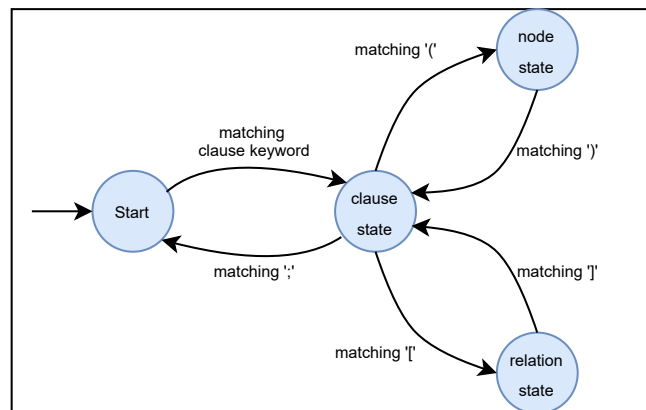 node
state
matching '('
matching
clause keyword
matching ')'
Start
clause
state
matching ';'
matching ']'
matching '['
relation
state